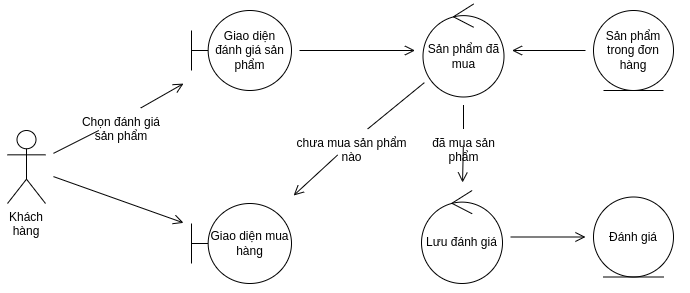 Giao diện
đánh giá sản
phẩm
Sản phẩm đã
mua
Sản phẩm
trong đơn
hàng
Chọn đánh giá
sản phẩm
chưa mua sản phẩm
nào
đã mua sản
phẩm
Khách
hàng
Giao diện mua
hàng
Lưu đánh giá
Đánh giá